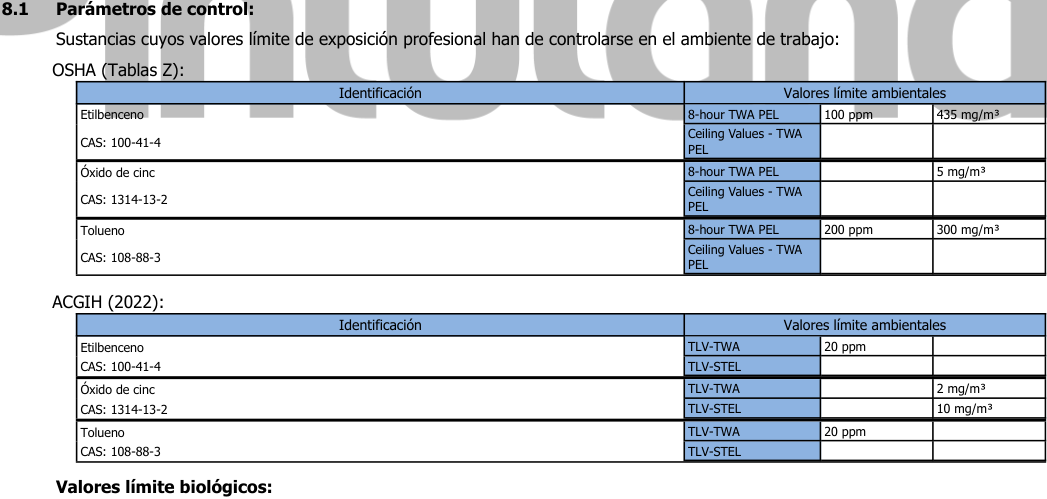 8.1 Parámetros de control:
Sustancias cuyos valores límite de exposición profesional han de controlarse en el ambiente de trabajo:
OSHA (Tablas Z):
Identificación Valores límite ambientales
Etilbenceno 8-hour TWA PEL 100 ppm 435 mg/m³
CAS: 100-41-4 Ceiling Values - TWA
PEL
Óxido de cinc 8-hour TWA PEL 5 mg/m³
CAS: 1314-13-2 Ceiling Values - TWA
PEL
Tolueno 8-hour TWA PEL 200 ppm 300 mg/m³
CAS: 108-88-3 Ceiling Values - TWA
PEL
ACGIH (2022):
Identificación Valores límite ambientales
Etilbenceno TLV-TWA 20 ppm
CAS: 100-41-4 TLV-STEL
Óxido de cinc TLV-TWA 2 mg/m³
CAS: 1314-13-2 TLV-STEL 10 mg/m³
Tolueno TLV-TWA 20 ppm
CAS: 108-88-3 TLV-STEL
Valores límite biológicos: